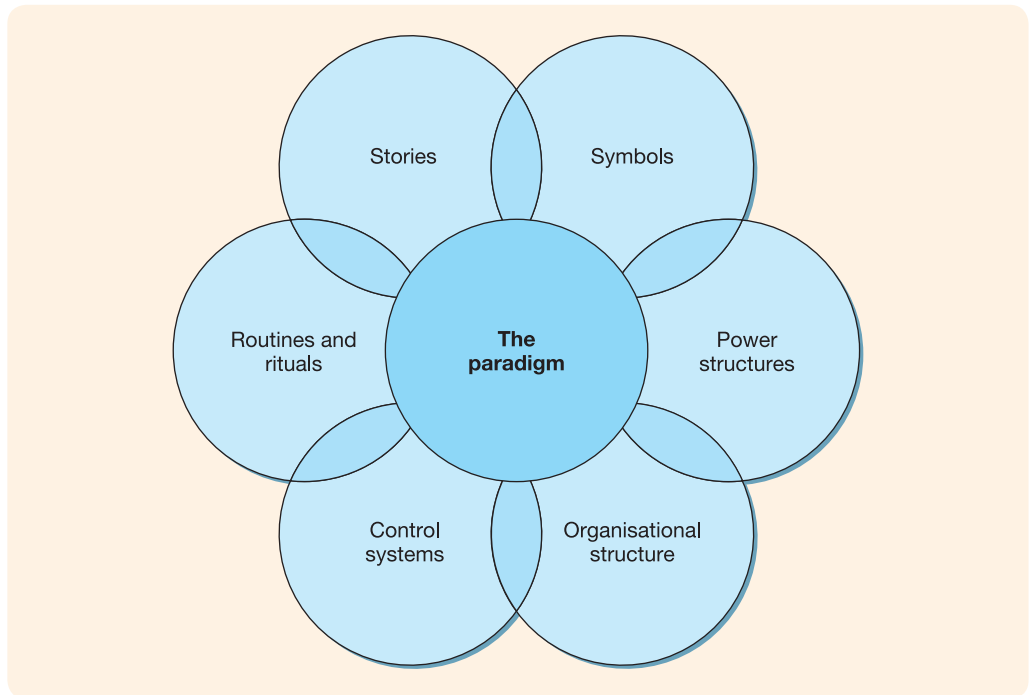 Stories
Symbols
Routines and
rituals
The
paradigm
Power
structures
Control
systems
Organisational
structure